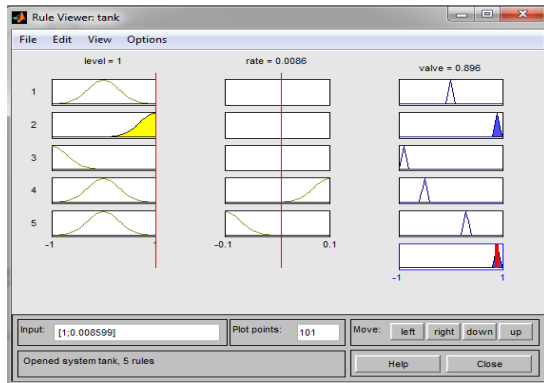 Rule Viewer: tank
File Edit View Options
level = 1 rate = 0.0086 valve = 0.896
1
2
3
4
5
-1 1 -0.1 0.1
-1 1
Input: [1;0.008599] Plot points: 101 Move: left right down up
Opened system tank, 5 rules Help Close